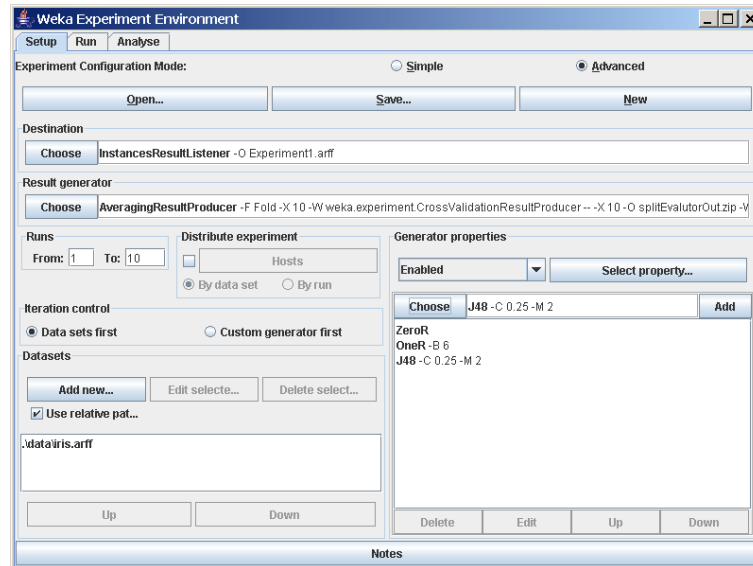 Weka Experiment Environment
Setup Run Analyse
Experiment Configuration Mode: Simple Advanced
Open... Save... New
Destination
Choose InstancesResultListener -O Experiment1.arff
Result generator
Choose AveragingResultProducer -F Fold -X 10 -W weka.experiment.CrossValidationResultProducer -- -X 10 -O splitEvalutorOut.zip -W
Runs
From: 1 To: 10
Distribute experiment
Hosts
By data set By run
Generator properties
Enabled Select property...
Iteration control
Data sets first Custom generator first
Choose J48 -C 0.25 -M 2 Add
ZeroR
OneR -B 6
J48 -C 0.25 -M 2
Datasets
Add new... Edit selecte... Delete select...
Use relative pat...
.\data\iris.arff
Up Down
Delete Edit Up Down
Notes